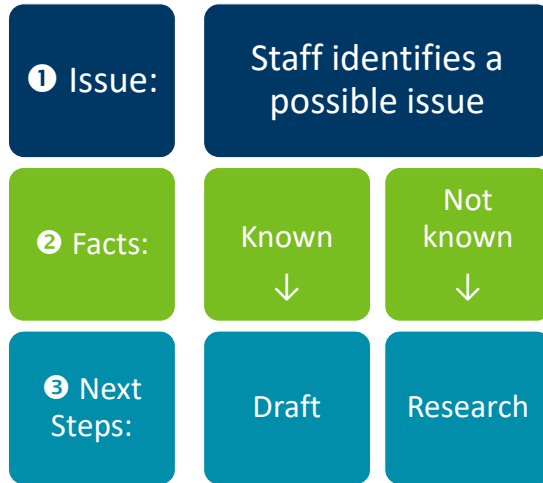 ❶ Issue:
Staff identifies a
possible issue
❷ Facts:
Known
↓
Not
known
↓
❸ Next
Steps:
Draft
Research